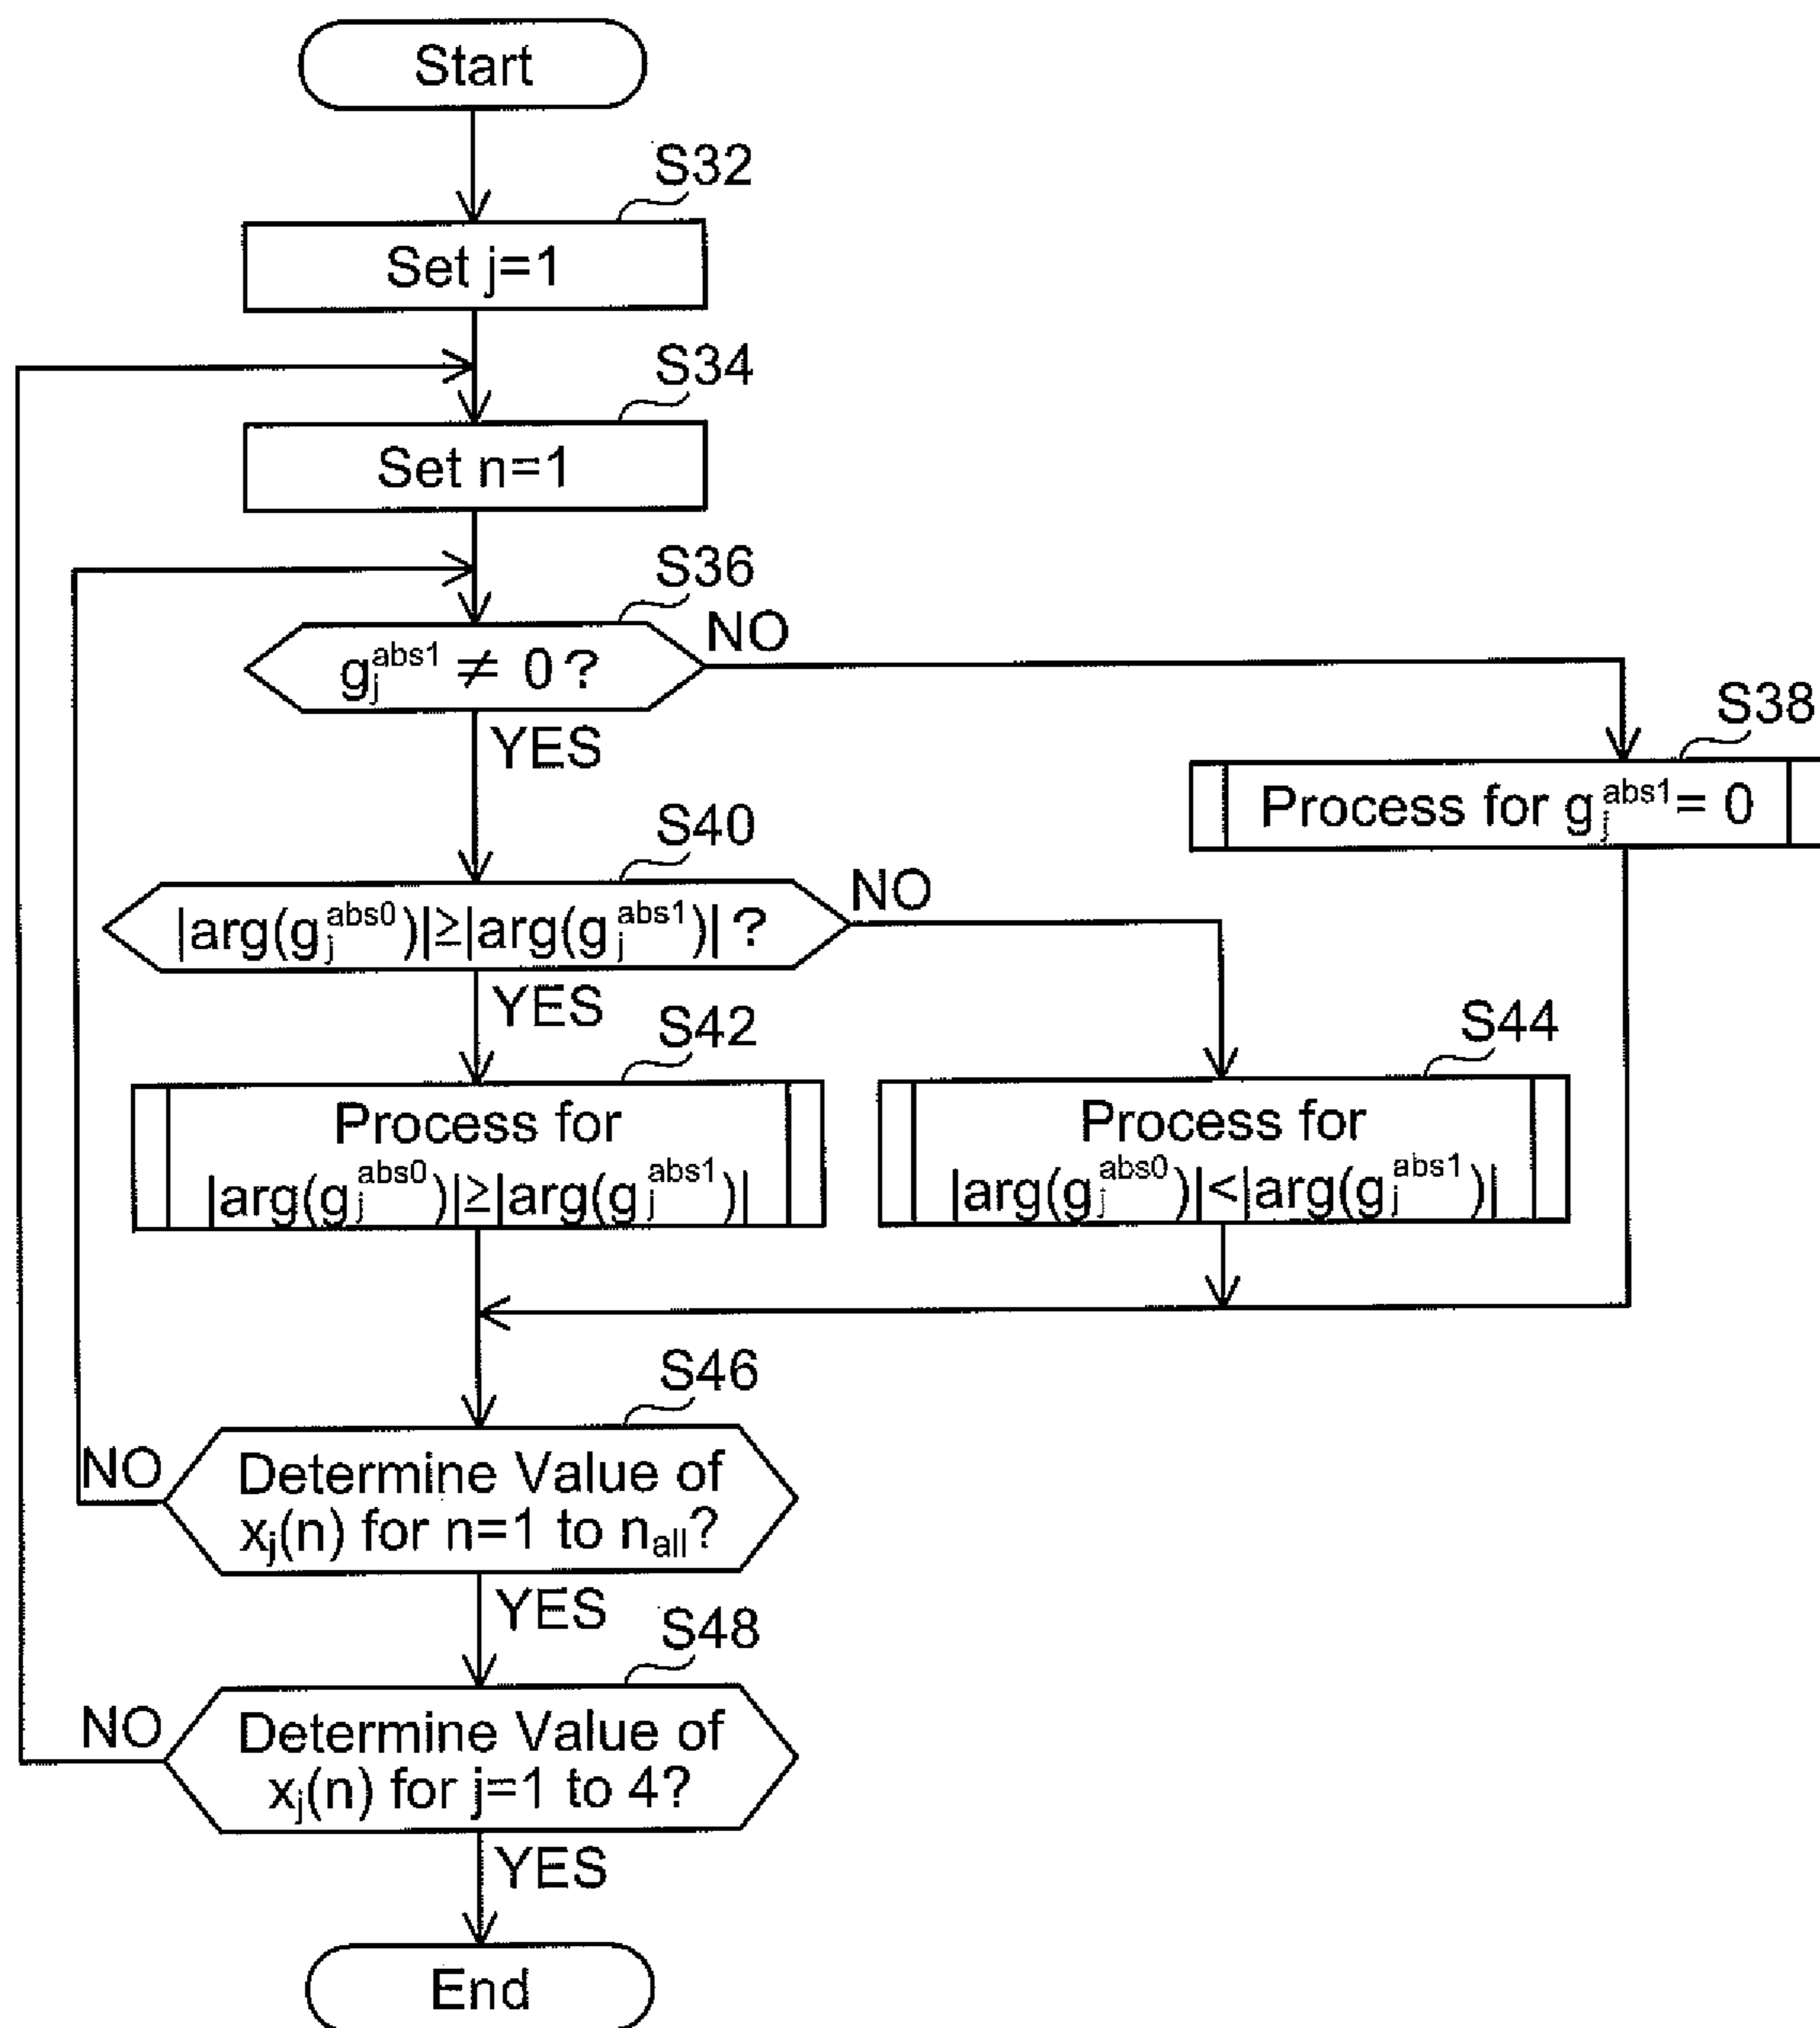 Start
S32
Set j=1
S34
Set n=1
S36
g_j^abs1 ≠ 0 ?
NO
YES
S38
Process for g_j^abs1 = 0
S40
|arg(g_j^abs0)|≥|arg(g_j^abs1)| ?
NO
YES
S42
Process for
|arg(g_j^abs0)|≥|arg(g_j^abs1)|
S44
Process for
|arg(g_j^abs0)|<|arg(g_j^abs1)|
S46
NO
Determine Value of
x_j(n) for n=1 to n_all?
YES
S48
NO
Determine Value of
x_j(n) for j=1 to 4?
YES
End